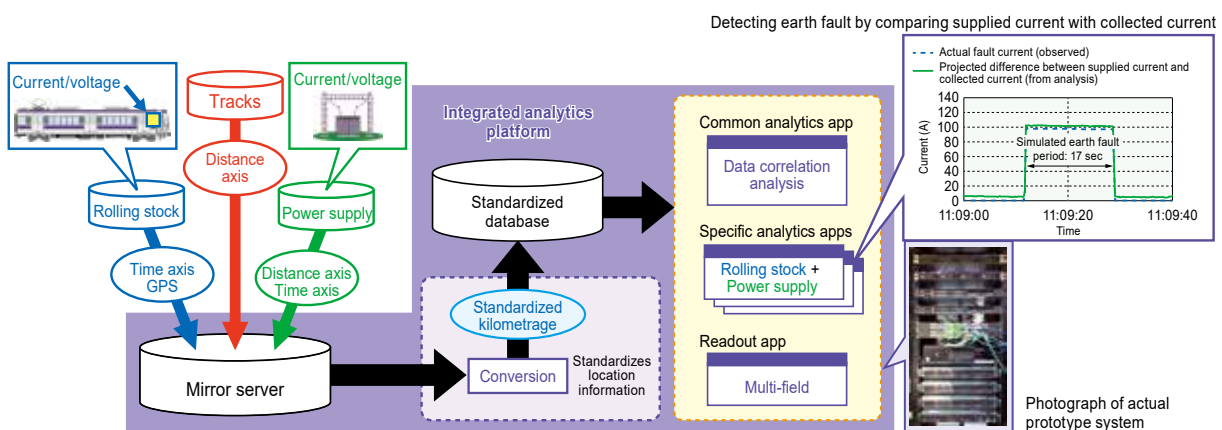 Detecting earth fault by comparing supplied current with collected current
Current/voltage
Tracks
Current/voltage
Distance
axis
Rolling stock
Power supply
Time axis
GPS
Distance axis
Time axis
Mirror server
Integrated analytics
platform
Standardized
database
Standardized
kilometrage
Conversion
Standardizes
location
information
Common analytics app
Data correlation
analysis
Specific analytics apps
Rolling stock +
Power supply
Readout app
Multi-field
Actual fault current (observed)
Projected difference between supplied current and
collected current (from analysis)
Current (A)
140
120
100
80
60
40
20
0
Simulated earth fault
period: 17 sec
11:09:00
11:09:20
11:09:40
Time
Photograph of actual
prototype system